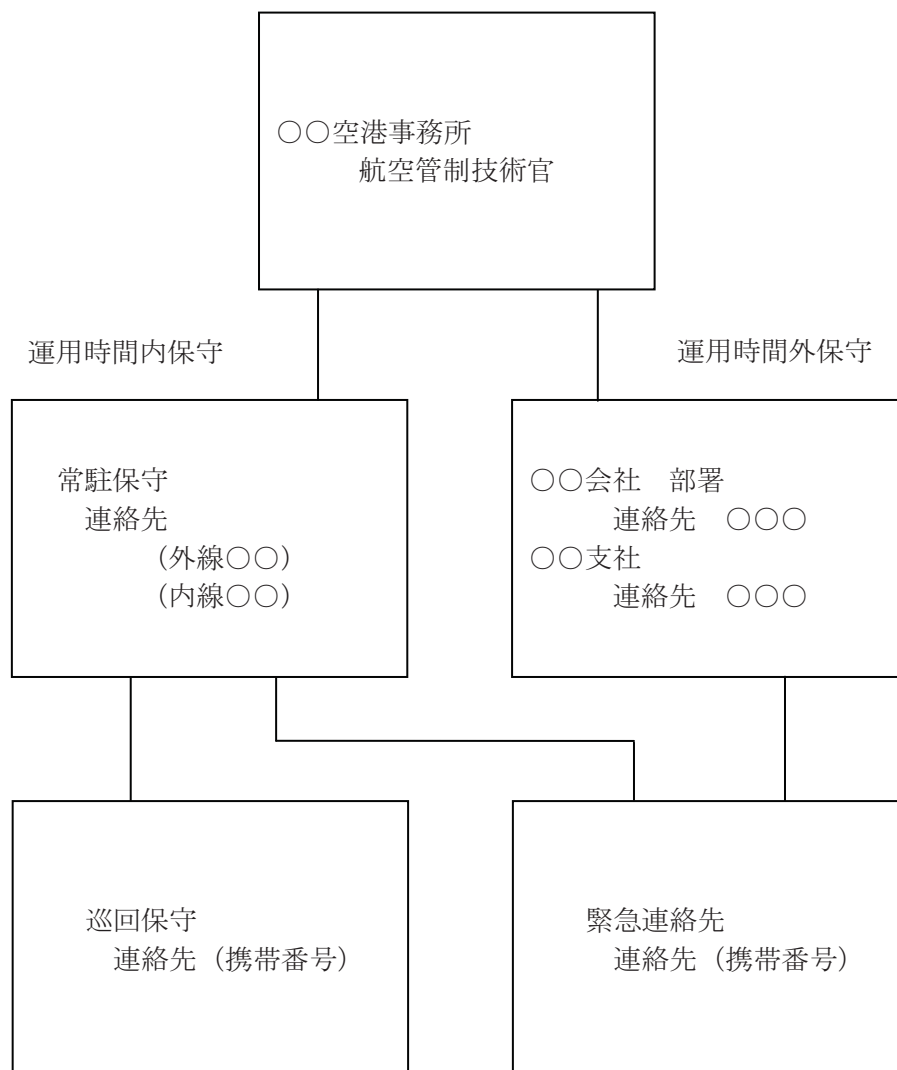 ○○空港事務所
航空管制技術官
運用時間内保守
運用時間外保守
常駐保守
連絡先
（外線○○）
（内線○○）
○○会社　部署
連絡先　○○○
○○支社
連絡先　○○○
巡回保守
連絡先（携帯番号）
緊急連絡先
連絡先（携帯番号）